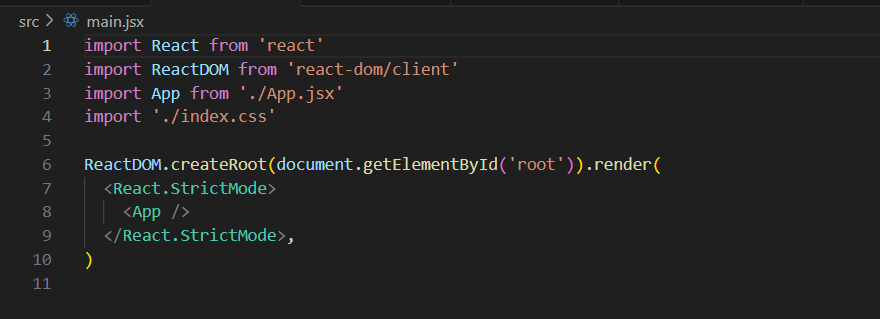 src > main.jsx
1 import React from 'react'
2 import ReactDOM from 'react-dom/client'
3 import App from './App.jsx'
4 import './index.css'
5
6 ReactDOM.createRoot(document.getElementById('root')).render(
7   <React.StrictMode>
8     <App />
9   </React.StrictMode>,
10 )
11